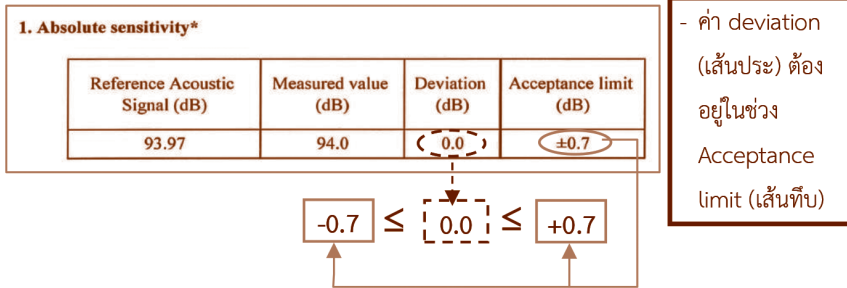 1. Absolute sensitivity*
Reference Acoustic Signal (dB) Measured value (dB) Deviation (dB) Acceptance limit (dB)
93.97 94.0 0.0 ±0.7
-0.7 ≤ 0.0 ≤ +0.7
- ค่า deviation
(เส้นประ) ต้อง
อยู่ในช่วง
Acceptance
limit (เส้นทึบ)